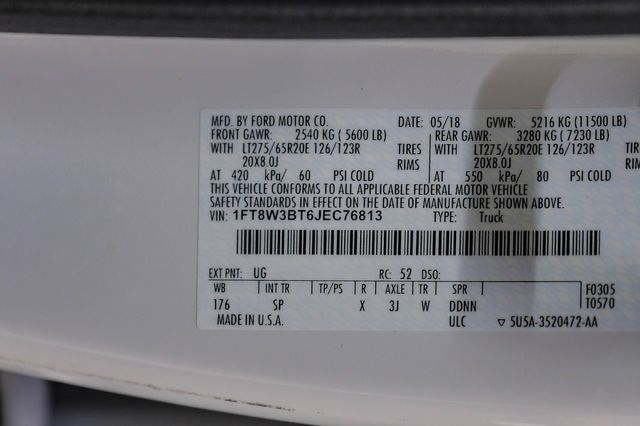 MFD. BY FORD MOTOR CO. DATE: 05/18 GVWR: 5216 KG (11500 LB)
FRONT GAWR: 2540 KG (5600 LB) REAR GAWR: 3280 KG (7230 LB)
WITH LT275/65R20E 126/123R TIRES WITH LT275/65R20E 126/123R TIR
20X8.0J RIMS 20X8.0J RIM
AT 420 kPa/ 60 PSI COLD AT 550 kPa/ 80 PSI COLD
THIS VEHICLE CONFORMS TO ALL APPLICABLE FEDERAL MOTOR VEHICLE
SAFETY STANDARDS IN EFFECT ON THE DATE OF MANUFACTURE SHOWN ABOVE.
VIN: 1FT8W3BT6JEC76813 TYPE: Truck
EXT PNT: UG RC: 52 DSO:
WB INT TR TP/PS R AXLE TR SPR F0305
176 SP X 3J W DDNN T0570
MADE IN U.S.A. ULC ▽ 5U5A-3520472-AA